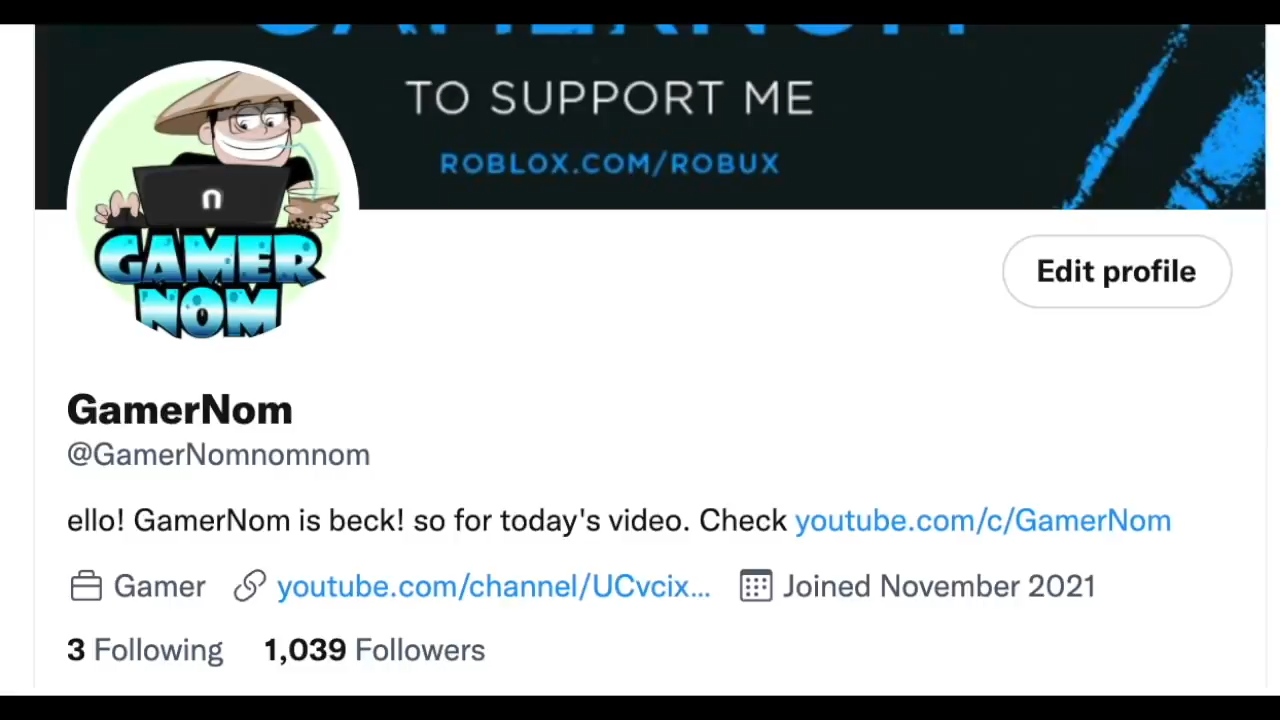 GAMERNOM
TO SUPPORT ME
ROBLOX.COM/ROBUX
n
GAMER
NOM
Edit profile
GamerNom
@GamerNomnomnom
ello! GamerNom is beck! so for today's video. Check youtube.com/c/GamerNom
Gamer youtube.com/channel/UCvcix... Joined November 2021
3 Following 1,039 Followers